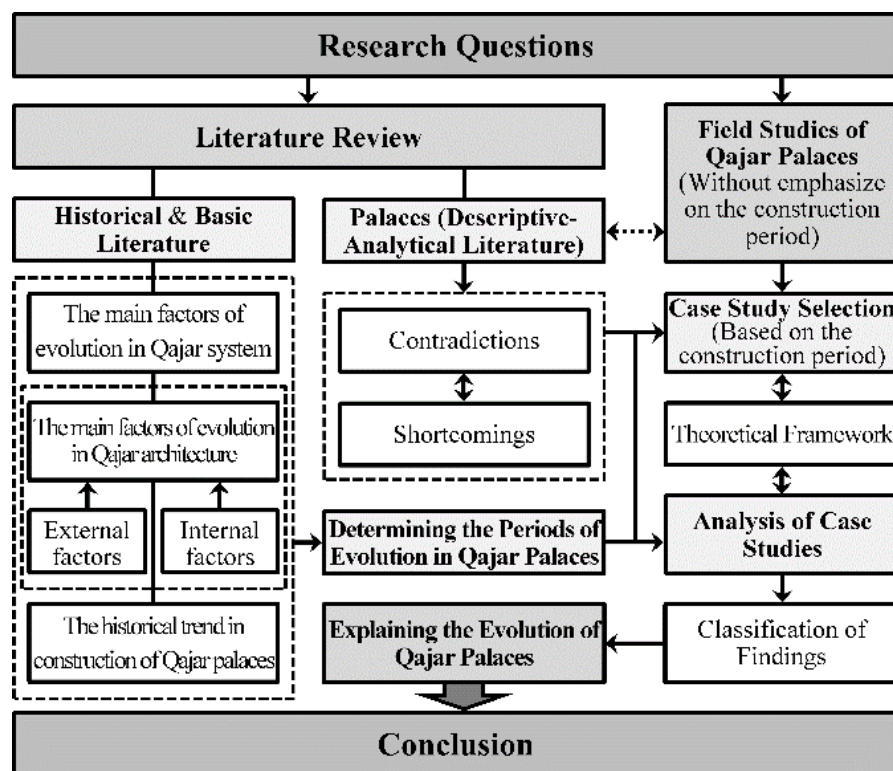 Research Questions
Literature Review
Field Studies of
Qajar Palaces
(Without emphasize
on the construction
period)
Historical & Basic
Literature
Palaces (Descriptive-
Analytical Literature)
The main factors of
evolution in Qajar system
Contradictions
Case Study Selection
(Based on the
construction period)
The main factors of evolution
in Qajar architecture
Shortcomings
Theoretical Framework
External
factors
Internal
factors
Determining the Periods of
Evolution in Qajar Palaces
Analysis of Case
Studies
The historical trend in
construction of Qajar palaces
Explaining the Evolution of
Qajar Palaces
Classification of
Findings
Conclusion